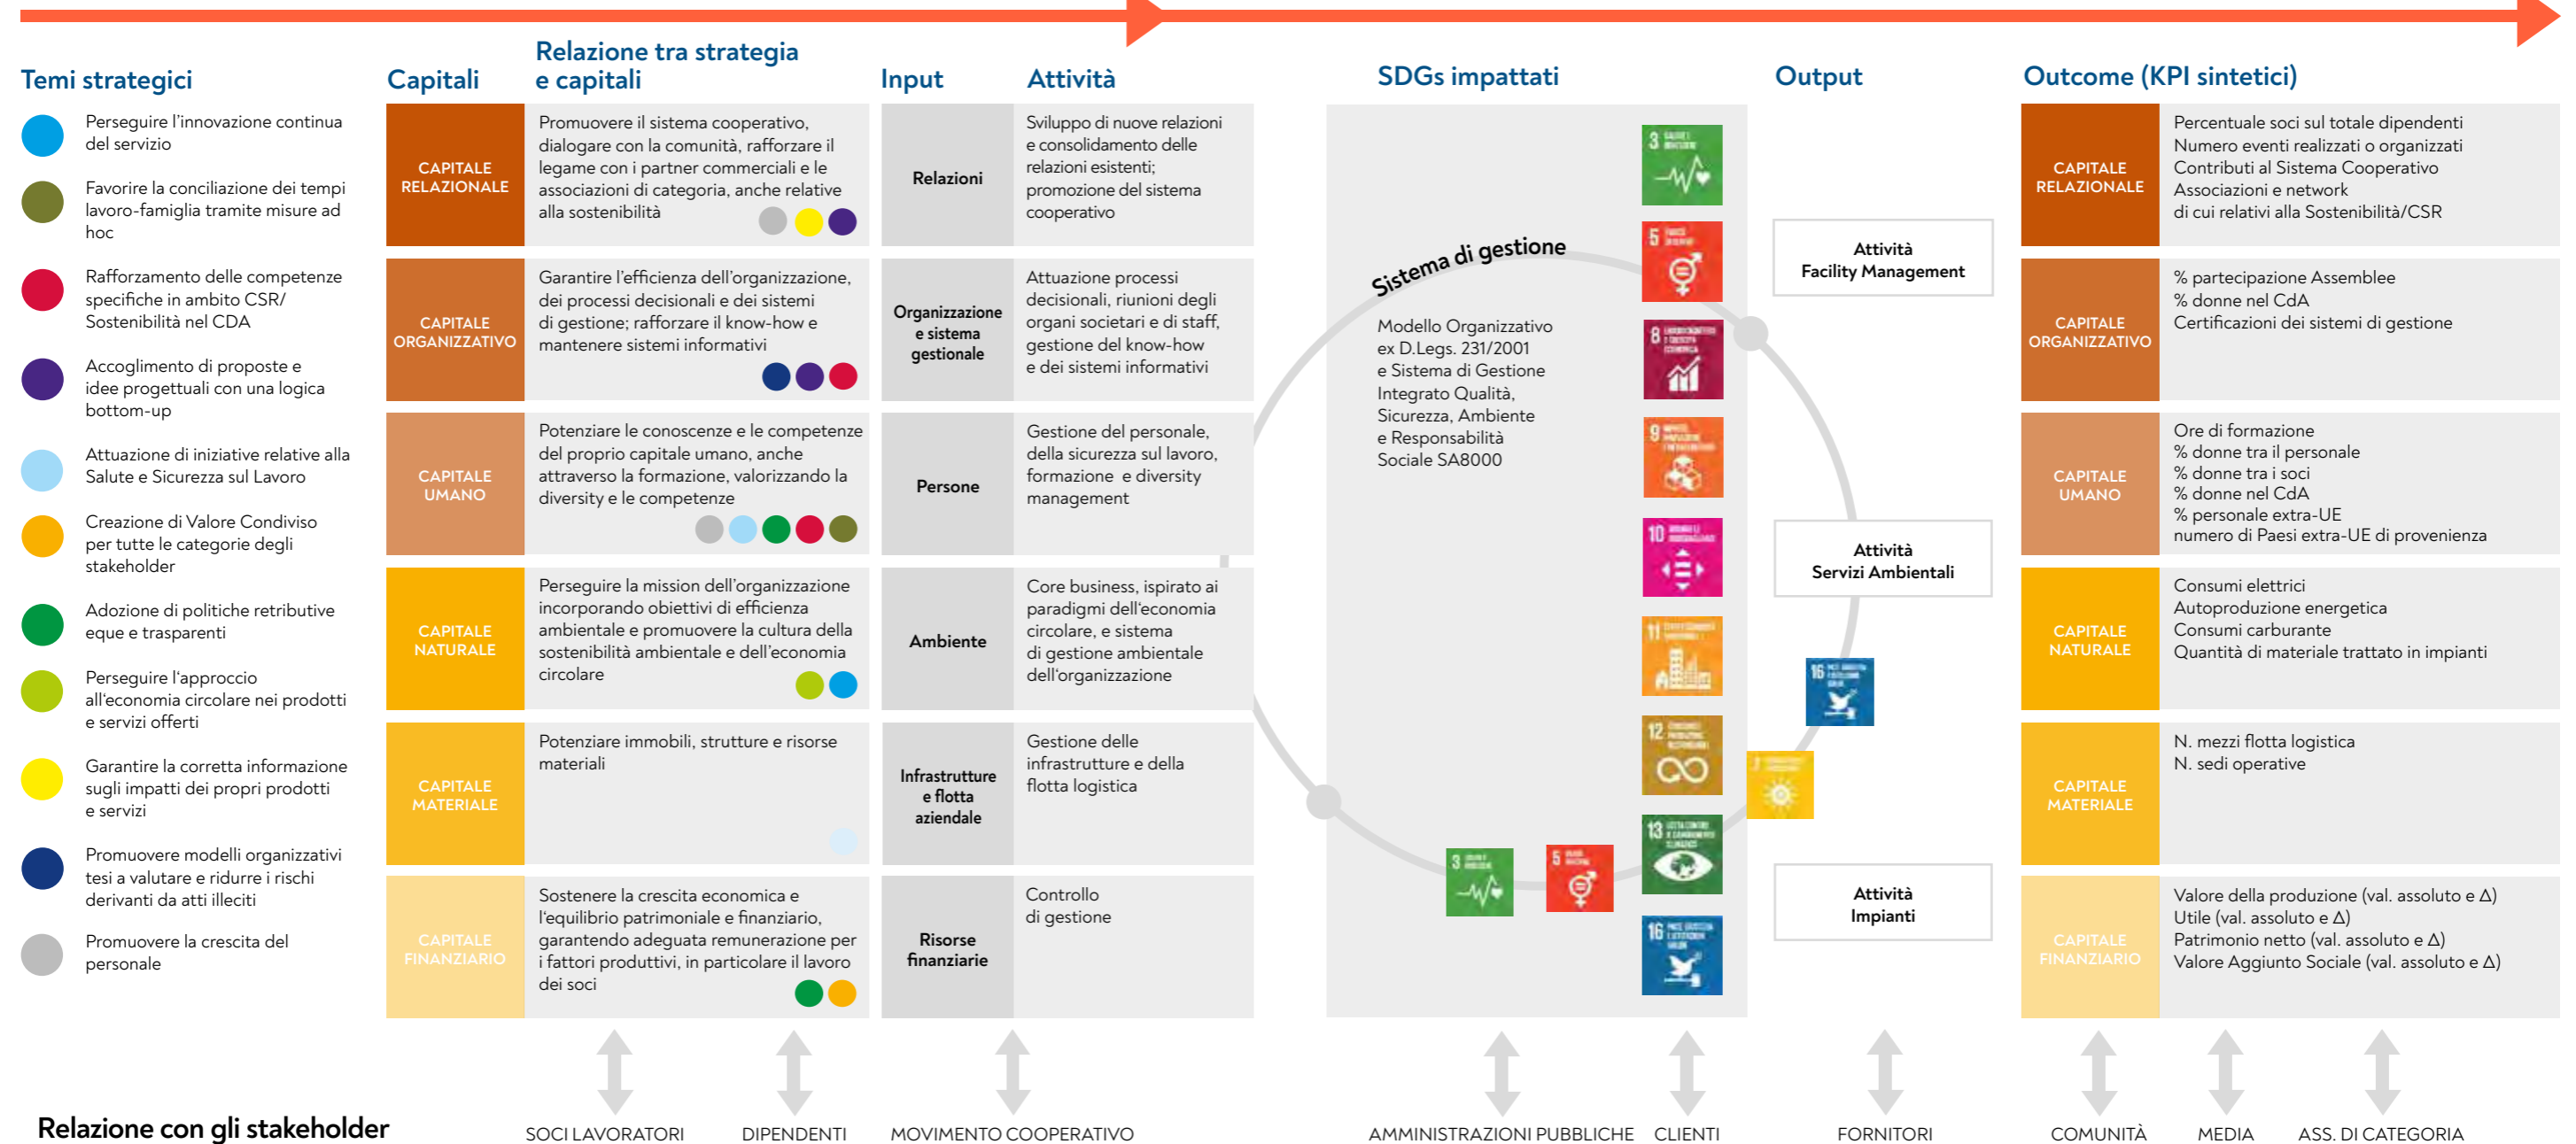 Temi strategici
Perseguire l'innovazione continua
del servizio
Favorire la conciliazione dei tempi
lavoro-famiglia tramite misure ad
hoc
Rafforzamento delle competenze
specifiche in ambito CSR/
Sostenibilità nel CDA
Accoglimento di proposte e
idee progettuali con una logica
bottom-up
Attuazione di iniziative relative alla
Salute e Sicurezza sul Lavoro
Creazione di Valore Condiviso
per tutte le categorie degli
stakeholder
Adozione di politiche retributive
eque e trasparenti
Perseguire l'approccio
all'economia circolare nei prodotti
e servizi offerti
Garantire la corretta informazione
sugli impatti dei propri prodotti
e servizi
Promuovere modelli organizzativi
tesi a valutare e ridurre i rischi
derivanti da atti illeciti
Promuovere la crescita del
personale
Capitali
Relazione tra strategia
e capitali
Input
Attività
CAPITALE
RELAZIONALE
Promuovere il sistema cooperativo,
dialogare con la comunità, rafforzare il
legame con i partner commerciali e le
associazioni di categoria, anche relative
alla sostenibilità
Relazioni
Sviluppo di nuove relazioni
e consolidamento delle
relazioni esistenti;
promozione del sistema
cooperativo
CAPITALE
ORGANIZZATIVO
Garantire l'efficienza dell'organizzazione,
dei processi decisionali e dei sistemi
di gestione; rafforzare il know-how e
mantenere sistemi informativi
Organizzazione
e sistema
gestionale
Attuazione processi
decisionali, riunioni degli
organi societari e di staff,
gestione del know-how
e dei sistemi informativi
CAPITALE
UMANO
Potenziare le conoscenze e le competenze
del proprio capitale umano, anche
attraverso la formazione, valorizzando la
diversity e le competenze
Persone
Gestione del personale,
della sicurezza sul lavoro,
formazione e diversity
management
CAPITALE
NATURALE
Perseguire la mission dell'organizzazione
incorporando obiettivi di efficienza
ambientale e promuovere la cultura della
sostenibilità ambientale e dell'economia
circolare
Ambiente
Core business, ispirato ai
paradigmi dell'economia
circolare, e sistema
di gestione ambientale
dell'organizzazione
CAPITALE
MATERIALE
Potenziare immobili, strutture e risorse
materiali
Infrastrutture
e flotta
aziendale
Gestione delle
infrastrutture e della
flotta logistica
CAPITALE
FINANZIARIO
Sostenere la crescita economica e
l'equilibrio patrimoniale e finanziario,
garantendo adeguata remunerazione per
i fattori produttivi, in particolare il lavoro
dei soci
Risorse
finanziarie
Controllo
di gestione
SDGs impattati
Sistema di gestione
Modello Organizzativo
ex D.Legs. 231/2001
e Sistema di Gestione
Integrato Qualità,
Sicurezza, Ambiente
e Responsabilità
Sociale SA8000
3
5
8
9
10
11
12
13
16
3
5
16
Output
Attività
Facility Management
Attività
Servizi Ambientali
Attività
Impianti
Outcome (KPI sintetici)
CAPITALE
RELAZIONALE
Percentuale soci sul totale dipendenti
Numero eventi realizzati o organizzati
Contributi al Sistema Cooperativo
Associazioni e network
di cui relativi alla Sostenibilità/CSR
CAPITALE
ORGANIZZATIVO
% partecipazione Assemblee
% donne nel CdA
Certificazioni dei sistemi di gestione
CAPITALE
UMANO
Ore di formazione
% donne tra il personale
% donne tra i soci
% donne nel CdA
% personale extra-UE
numero di Paesi extra-UE di provenienza
CAPITALE
NATURALE
Consumi elettrici
Autoproduzione energetica
Consumi carburante
Quantità di materiale trattato in impianti
CAPITALE
MATERIALE
N. mezzi flotta logistica
N. sedi operative
CAPITALE
FINANZIARIO
Valore della produzione (val. assoluto e Δ)
Utile (val. assoluto e Δ)
Patrimonio netto (val. assoluto e Δ)
Valore Aggiunto Sociale (val. assoluto e Δ)
Relazione con gli stakeholder
SOCI LAVORATORI
DIPENDENTI
MOVIMENTO COOPERATIVO
AMMINISTRAZIONI PUBBLICHE
CLIENTI
FORNITORI
COMUNITÀ
MEDIA
ASS. DI CATEGORIA